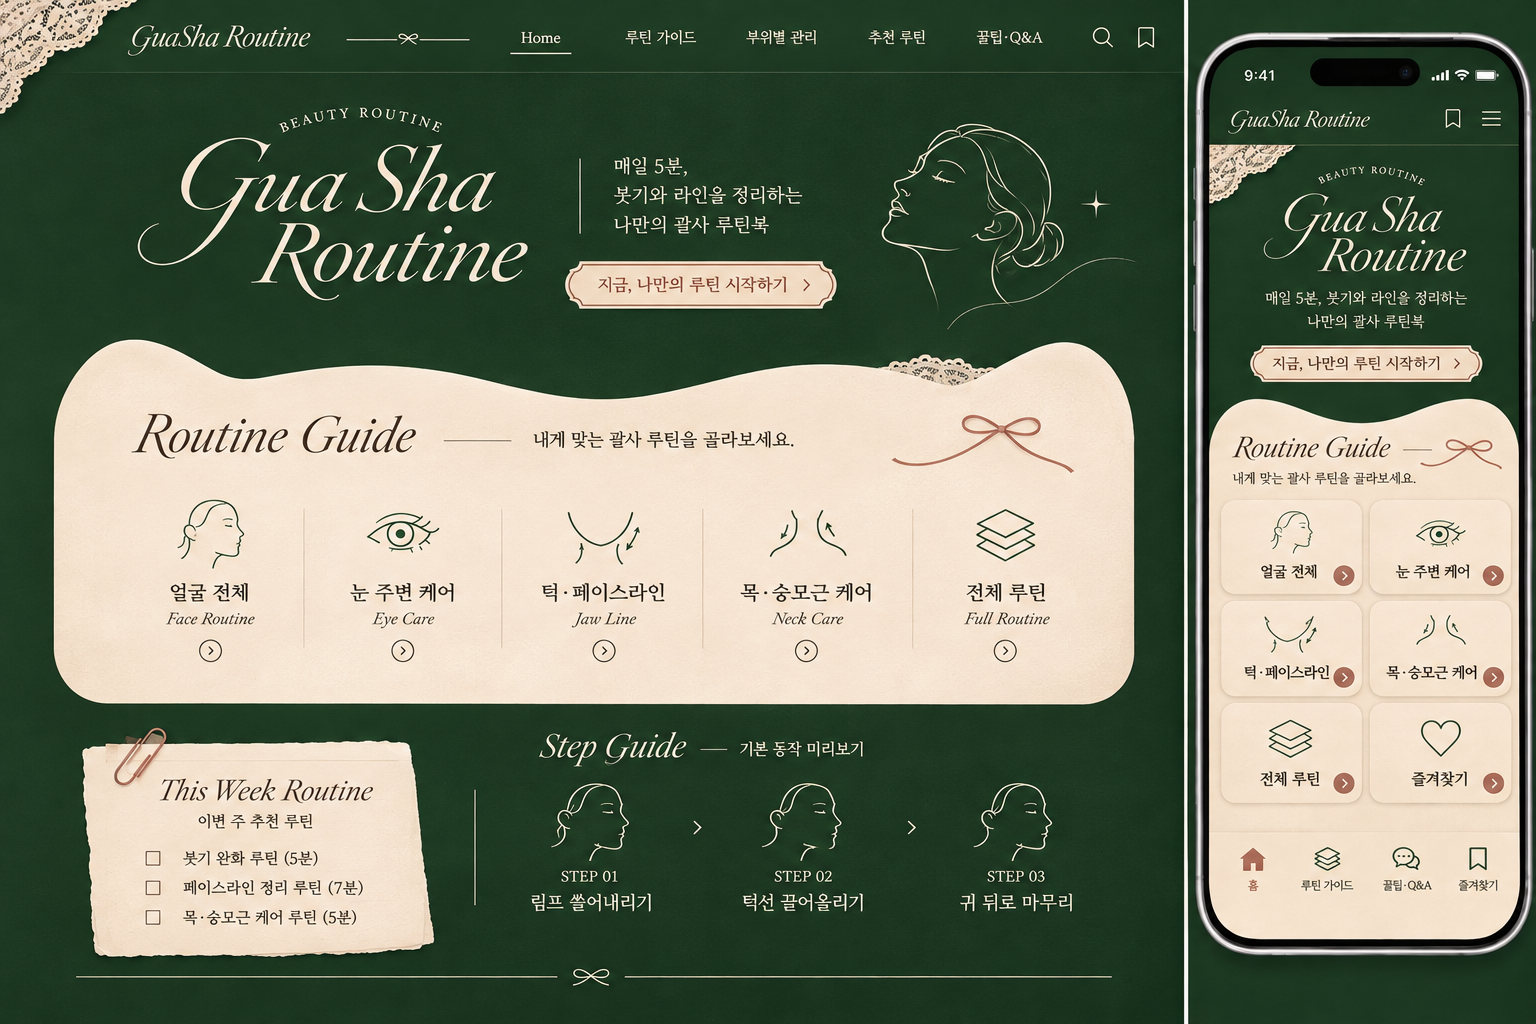 GuaSha Routine
Home
루틴 가이드
부위별 관리
추천 루틴
꿀팁·Q&A
BEAUTY ROUTINE
Gua Sha
Routine
매일 5분,
붓기와 라인을 정리하는
나만의 괄사 루틴북
지금, 나만의 루틴 시작하기
Routine Guide
내게 맞는 괄사 루틴을 골라보세요.
얼굴 전체
Face Routine
눈 주변 케어
Eye Care
턱·페이스라인
Jaw Line
목·승모근 케어
Neck Care
전체 루틴
Full Routine
This Week Routine
이번 주 추천 루틴
붓기 완화 루틴 (5분)
페이스라인 정리 루틴 (7분)
목·승모근 케어 루틴 (5분)
Step Guide
기본 동작 미리보기
STEP 01
림프 쓸어내리기
STEP 02
턱선 끌어올리기
STEP 03
귀 뒤로 마무리
9:41
GuaSha Routine
BEAUTY ROUTINE
Gua Sha
Routine
매일 5분, 붓기와 라인을 정리하는
나만의 괄사 루틴북
지금, 나만의 루틴 시작하기
Routine Guide
내게 맞는 괄사 루틴을 골라보세요.
얼굴 전체
눈 주변 케어
턱·페이스라인
목·승모근 케어
전체 루틴
즐겨찾기
홈
루틴 가이드
꿀팁·Q&A
즐겨찾기